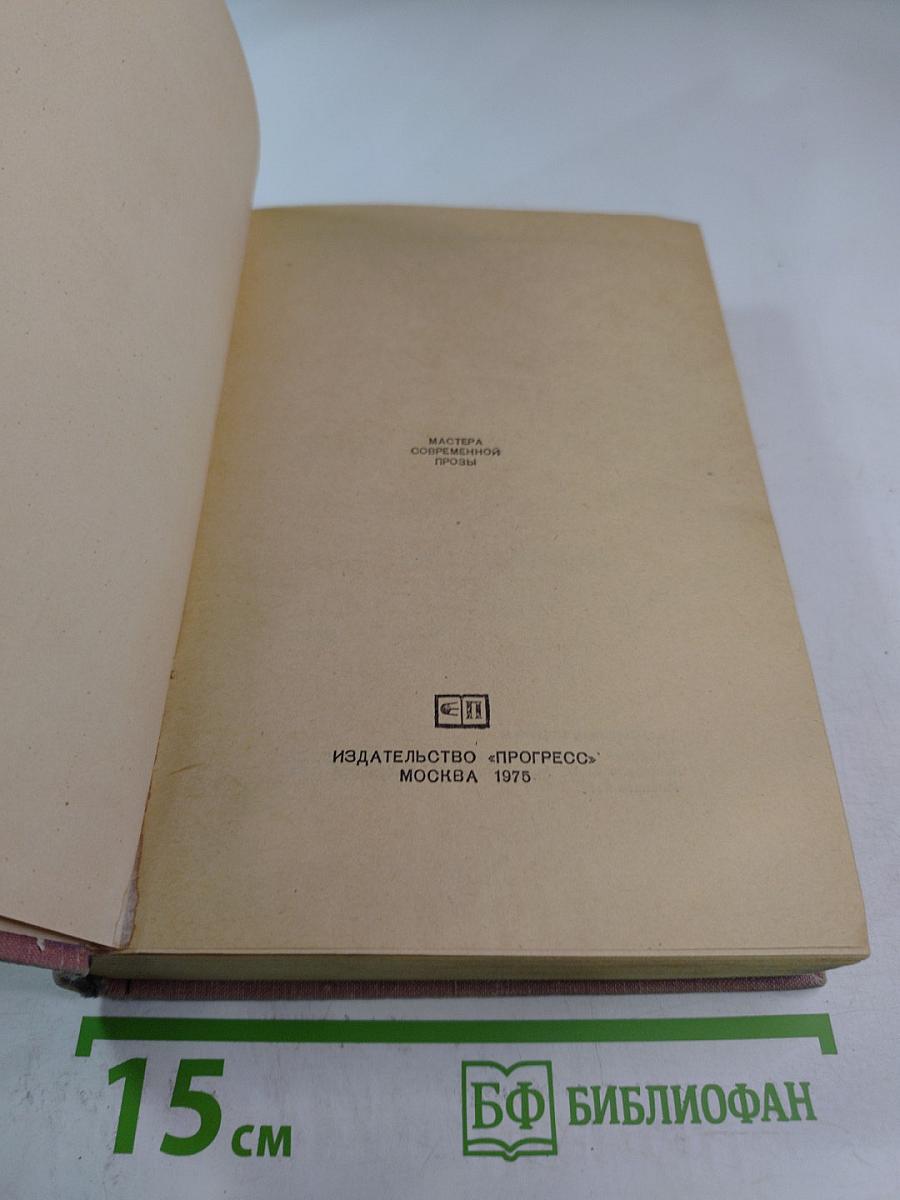 МАСТЕРА
СОВРЕМЕННОЙ
ПРОЗЫ
П
ИЗДАТЕЛЬСТВО «ПРОГРЕСС»
МОСКВА 1975
15 см
БФ БИБЛИОФАН